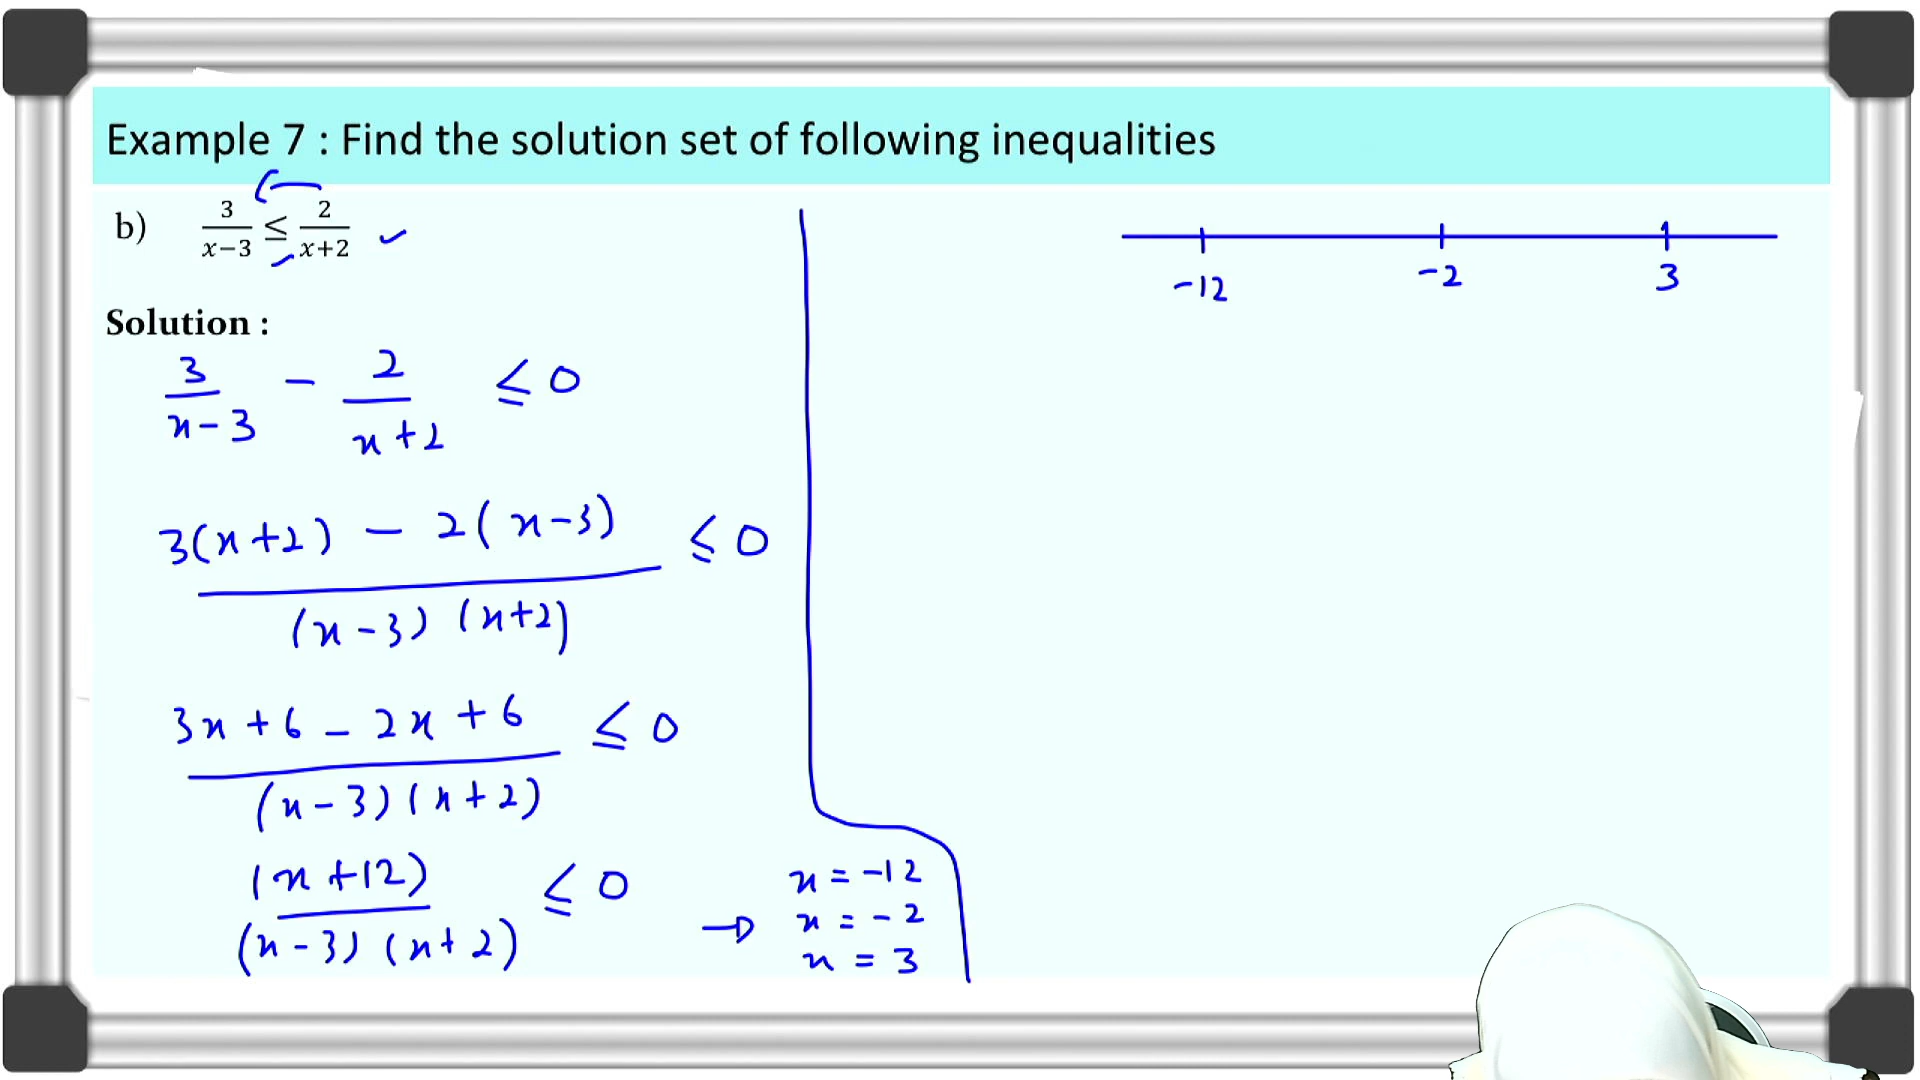 Example 7 : Find the solution set of following inequalities
b) 3/(x−3) ≤ 2/(x+2) ✓
Solution :
3/(x-3) - 2/(x+2) ≤ 0
(3(x+2) - 2(x-3))/((x-3)(x+2)) ≤ 0
(3x+6-2x+6)/((x-3)(x+2)) ≤ 0
(x+12)/((x-3)(x+2)) ≤ 0
→ x = -12
x = -2
x = 3
-12 -2 3